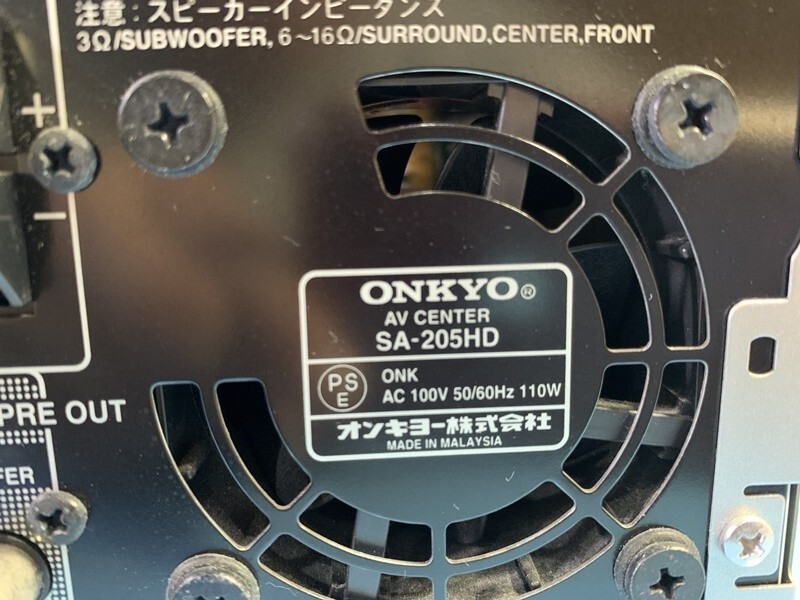 注意：スピーカーインピーダンス
3Ω/SUBWOOFER, 6～16Ω/SURROUND,CENTER,FRONT
+
−
ONKYO®
AV CENTER
SA-205HD
PSE
ONK
AC 100V 50/60Hz 110W
オンキヨー株式会社
MADE IN MALAYSIA
PRE OUT